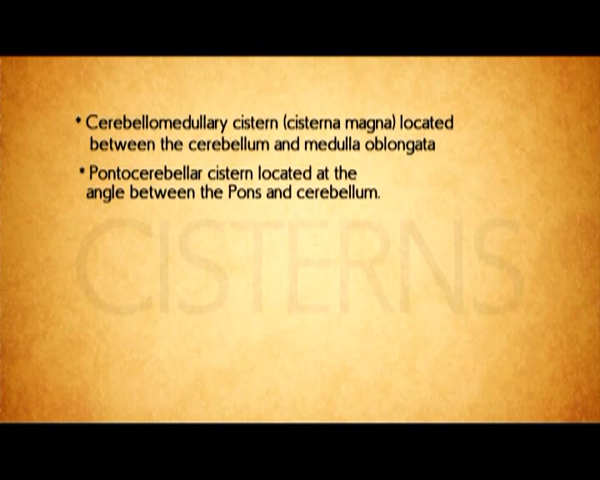 * Cerebellomedullary cistern (cisterna magna) located
between the cerebellum and medulla oblongata
* Pontocerebellar cistern located at the
angle between the Pons and cerebellum.
CISTERNS